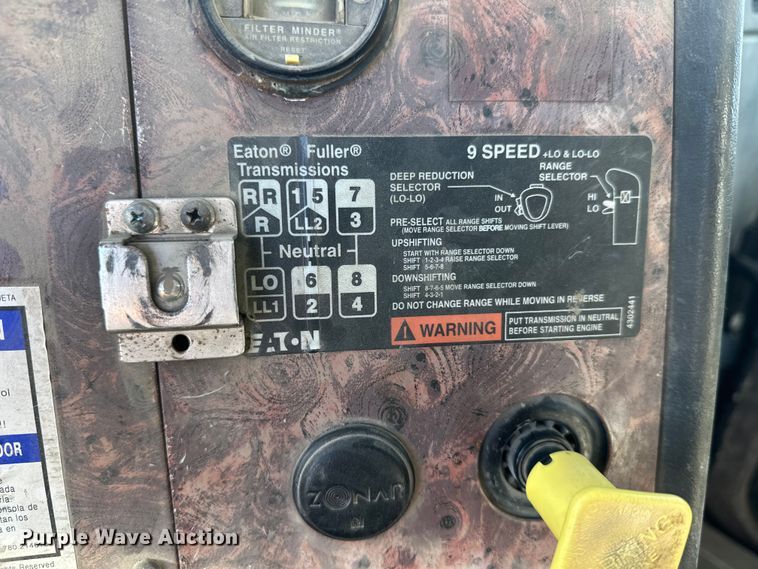 FILTER MINDER®
AIR FILTER RESTRICTION
RESET
Eaton® Fuller®
Transmissions
9 SPEED +LO & LO-LO
DEEP REDUCTION
SELECTOR
(LO-LO)
IN
OUT
RANGE
SELECTOR
HI
LO
R R 1 5 7
R LL2 3
Neutral
LO 6 8
LL1 2 4
PRE-SELECT ALL RANGE SHIFTS
(MOVE RANGE SELECTOR BEFORE MOVING SHIFT LEVER)
UPSHIFTING
START WITH RANGE SELECTOR DOWN
SHIFT 1-2-3-4 RAISE RANGE SELECTOR
SHIFT 5-6-7-8
DOWNSHIFTING
SHIFT 8-7-6-5 MOVE RANGE SELECTOR DOWN
SHIFT 4-3-2-1
DO NOT CHANGE RANGE WHILE MOVING IN REVERSE
WARNING
PUT TRANSMISSION IN NEUTRAL
BEFORE STARTING ENGINE
4302441
EATON
ZONAR
Purple Wave Auction